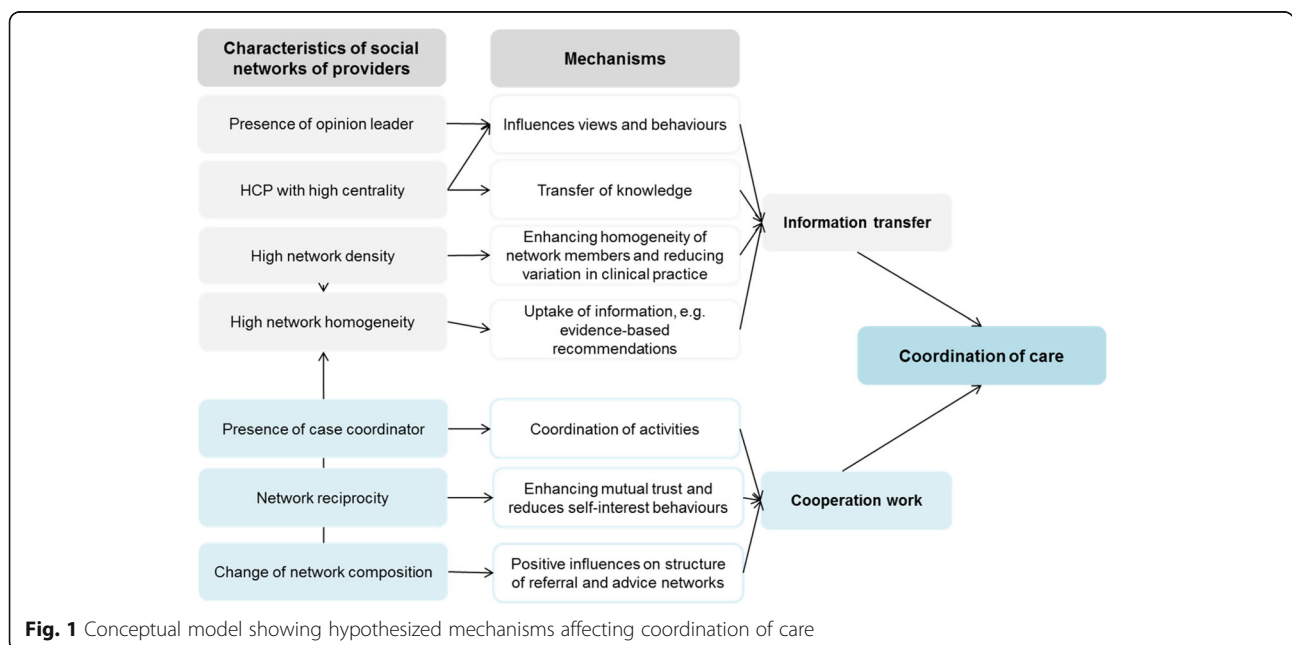 Characteristics of social
networks of providers
Mechanisms
Presence of opinion leader
Influences views and behaviours
HCP with high centrality
Transfer of knowledge
Information transfer
High network density
Enhancing homogeneity of
network members and reducing
variation in clinical practice
High network homogeneity
Uptake of information, e.g.
evidence-based
recommendations
Coordination of care
Presence of case coordinator
Coordination of activities
Network reciprocity
Enhancing mutual trust and
reduces self-interest behaviours
Cooperation work
Change of network composition
Positive influences on structure
of referral and advice networks
Fig. 1 Conceptual model showing hypothesized mechanisms affecting coordination of care